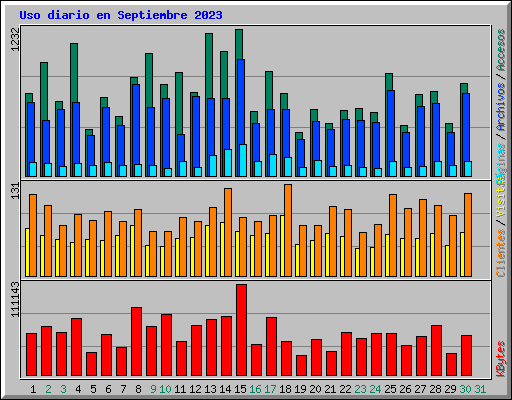 Uso diario en Septiembre 2023
1232
Clientes / Visitas
Páginas / Archivos / Accesos
131
111143
KBytes
1 2 3 4 5 6 7 8 9 10 11 12 13 14 15 16 17 18 19 20 21 22 23 24 25 26 27 28 29 30 31